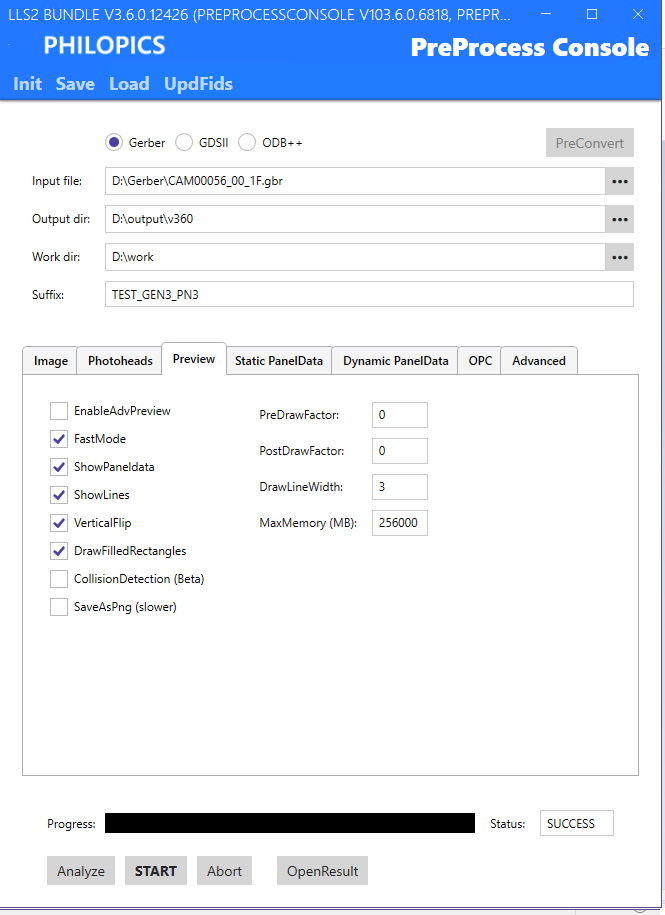 LLS2 BUNDLE V3.6.0.12426 (PREPROCESSCONSOLE V103.6.0.6818, PREPR...
PHILOPICS
PreProcess Console
Init Save Load UpdFids
Gerber GDSII ODB++ PreConvert
Input file: D:\Gerber\CAM00056_00_1F.gbr •••
Output dir: D:\output\v360 •••
Work dir: D:\work •••
Suffix: TEST_GEN3_PN3
Image Photoheads Preview Static PanelData Dynamic PanelData OPC Advanced
EnableAdvPreview PreDrawFactor: 0
FastMode
ShowPaneldata PostDrawFactor: 0
ShowLines DrawLineWidth: 3
VerticalFlip MaxMemory (MB): 256000
DrawFilledRectangles
CollisionDetection (Beta)
SaveAsPng (slower)
Progress: Status: SUCCESS
Analyze START Abort OpenResult